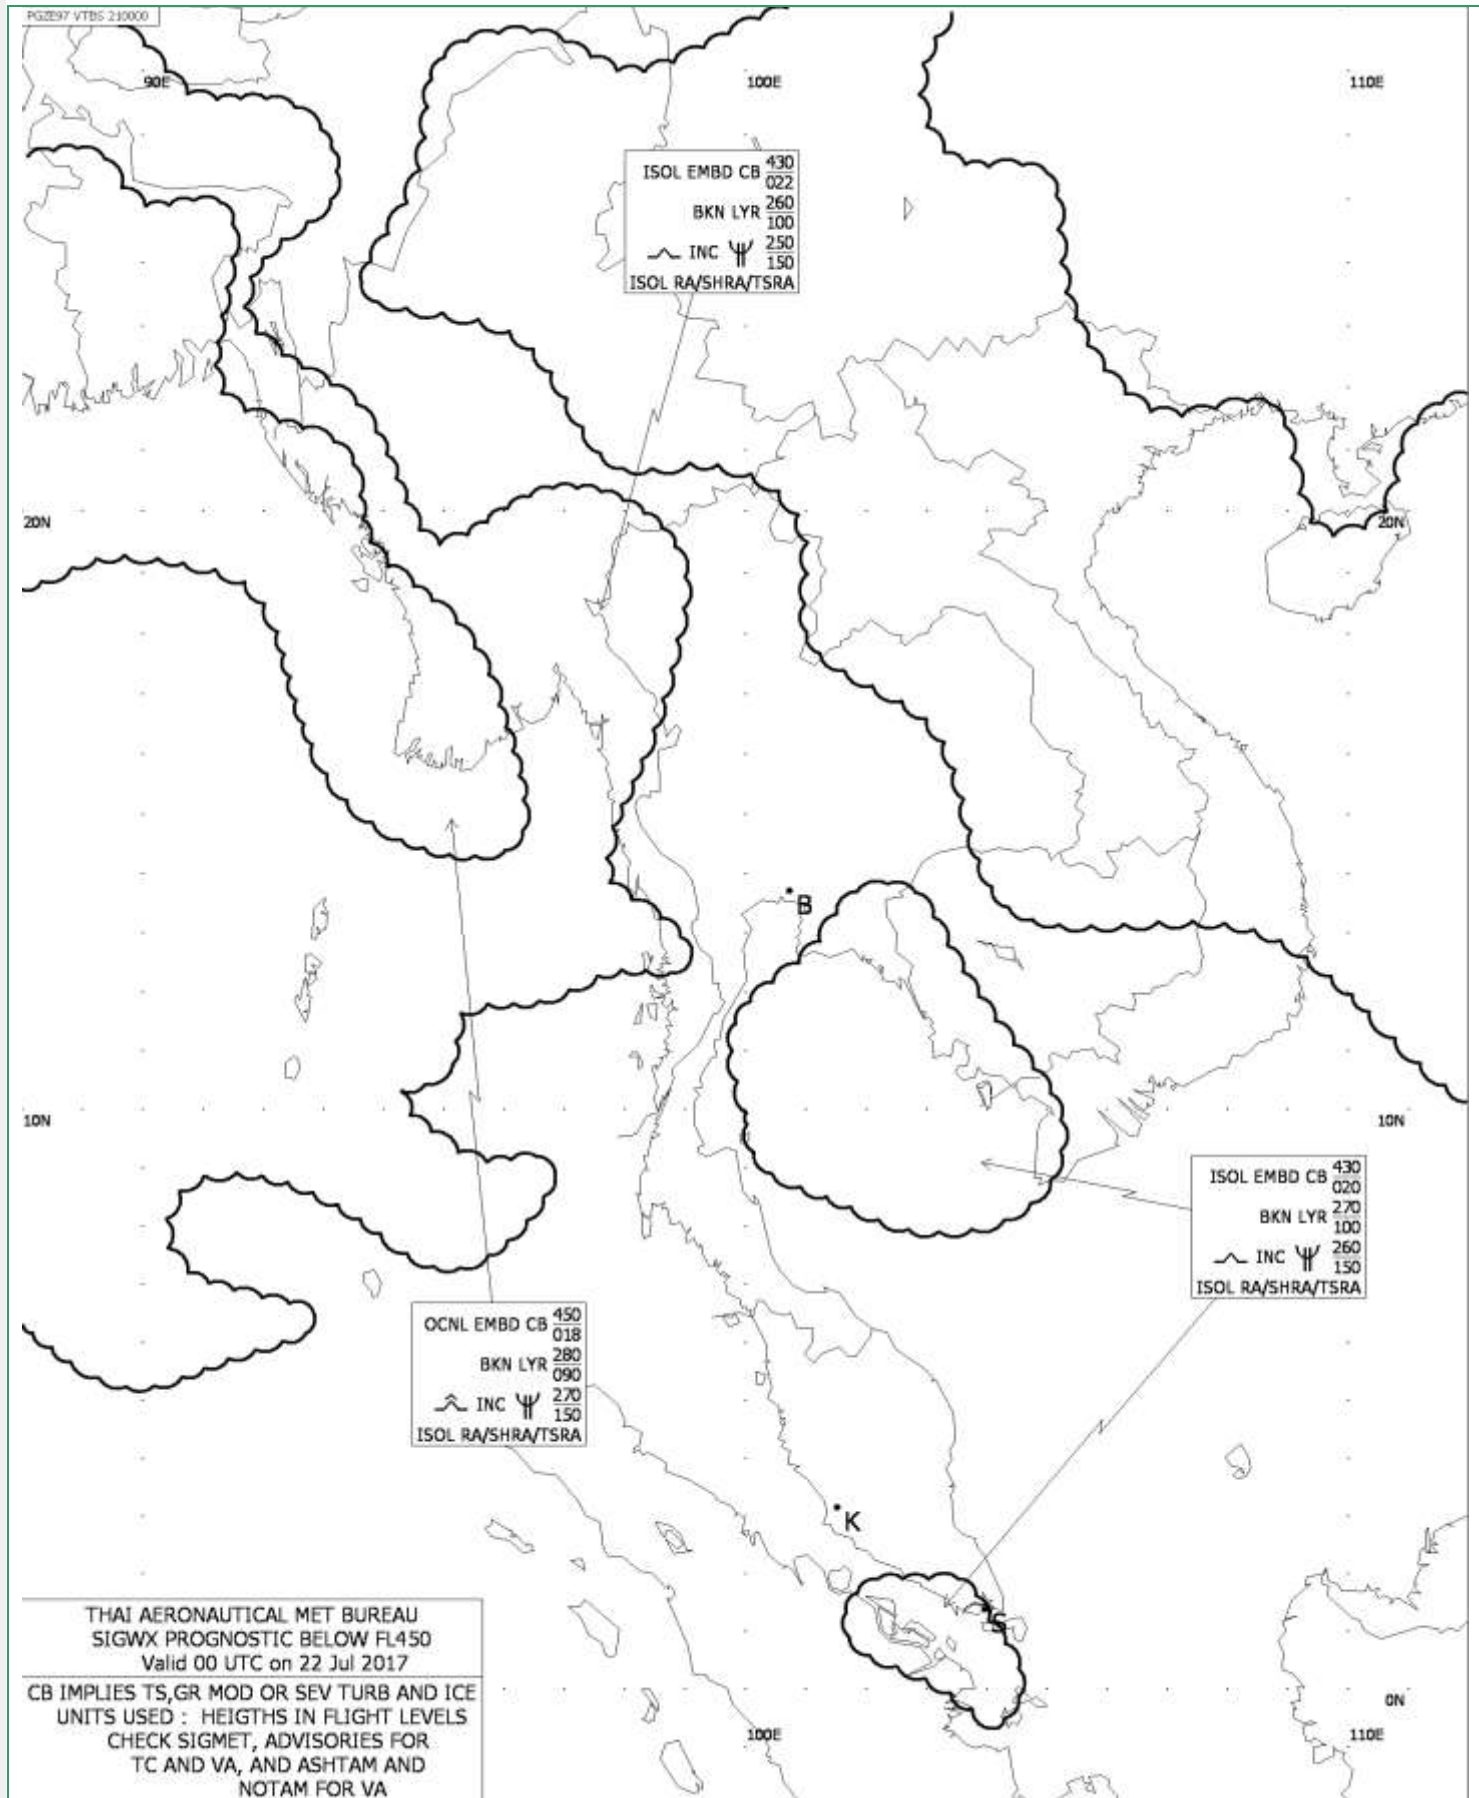 PGZE97 VTBS 210000
90E
100E
110E
ISOL EMBD CB 430
022
BKN LYR 260
100
INC 250
150
ISOL RA/SHRA/TSRA
20N
20N
B
10N
10N
ISOL EMBD CB 430
020
BKN LYR 270
100
INC 260
150
ISOL RA/SHRA/TSRA
OCNL EMBD CB 450
018
BKN LYR 280
090
INC 270
150
ISOL RA/SHRA/TSRA
K
S
THAI AERONAUTICAL MET BUREAU
SIGWX PROGNOSTIC BELOW FL450
Valid 00 UTC on 22 Jul 2017
CB IMPLIES TS,GR MOD OR SEV TURB AND ICE
UNITS USED : HEIGTHS IN FLIGHT LEVELS
CHECK SIGMET, ADVISORIES FOR
TC AND VA, AND ASHTAM AND
NOTAM FOR VA
0N
100E
110E